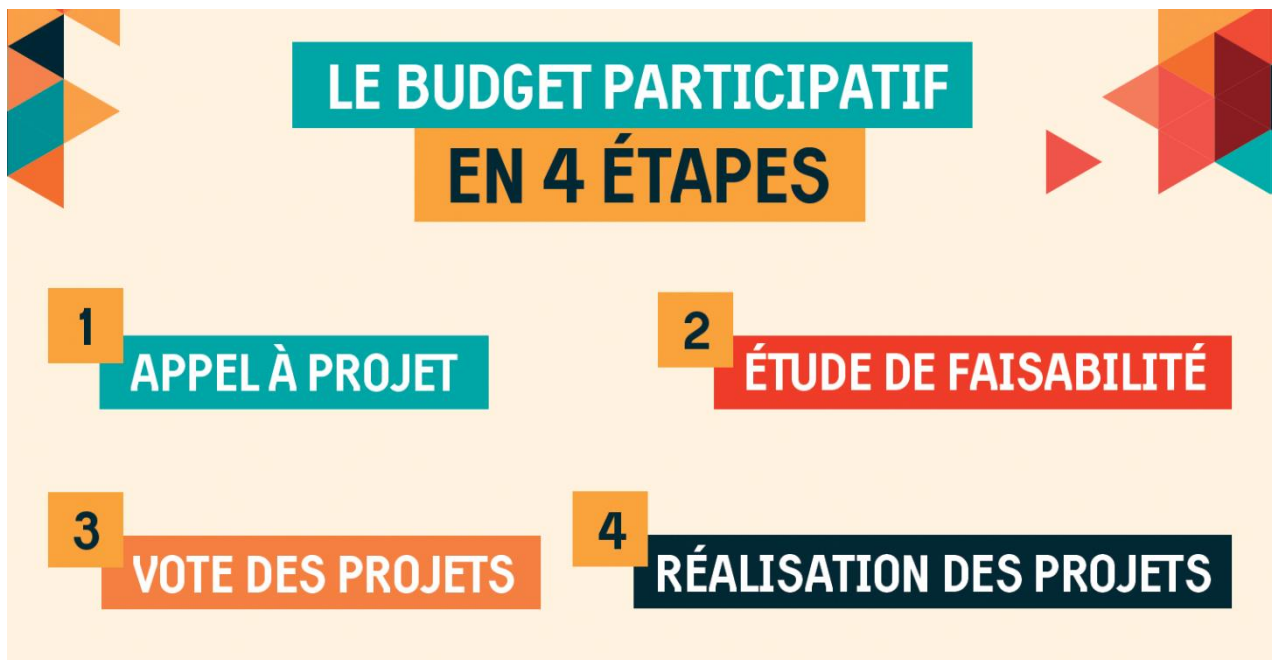 LE BUDGET PARTICIPATIF
EN 4 ÉTAPES
1
APPEL À PROJET
2
ÉTUDE DE FAISABILITÉ
3
VOTE DES PROJETS
4
RÉALISATION DES PROJETS